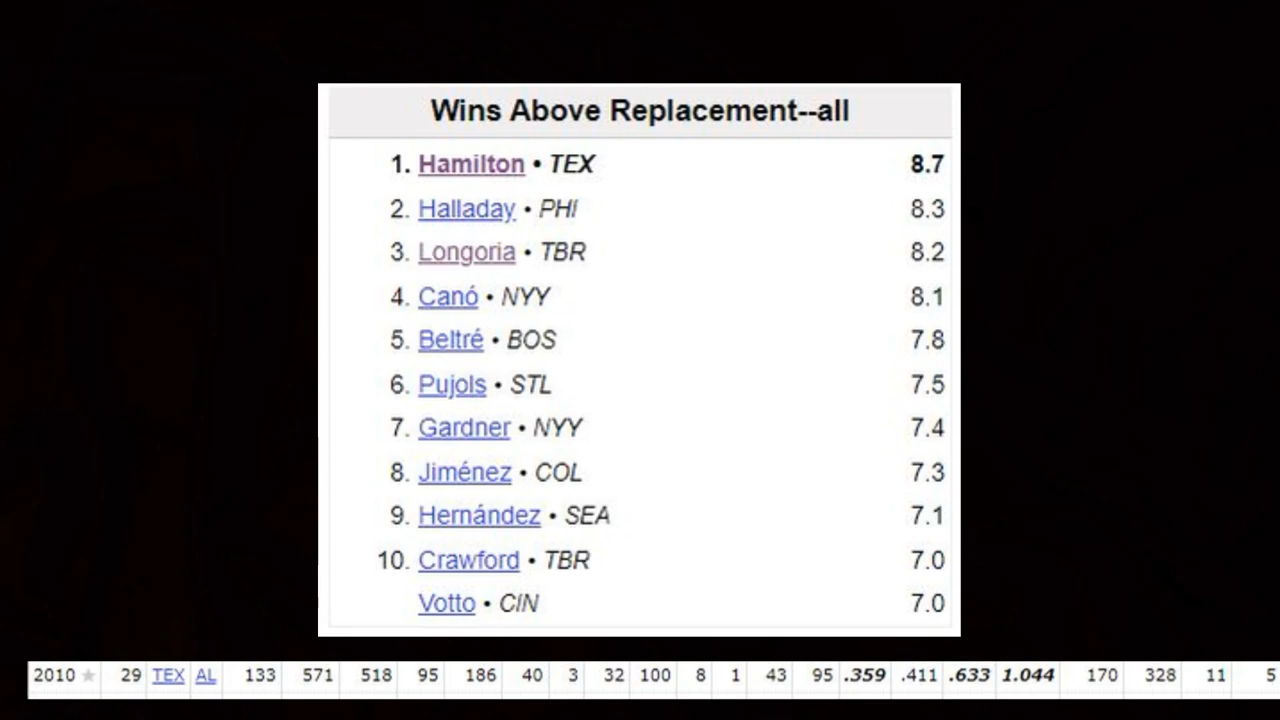 Wins Above Replacement--all
1. Hamilton • TEX 8.7
2. Halladay • PHI 8.3
3. Longoria • TBR 8.2
4. Canó • NYY 8.1
5. Beltré • BOS 7.8
6. Pujols • STL 7.5
7. Gardner • NYY 7.4
8. Jiménez • COL 7.3
9. Hernández • SEA 7.1
10. Crawford • TBR 7.0
Votto • CIN 7.0
2010 ★ 29 TEX AL 133 571 518 95 186 40 3 32 100 8 1 43 95 .359 .411 .633 1.044 170 328 11 5